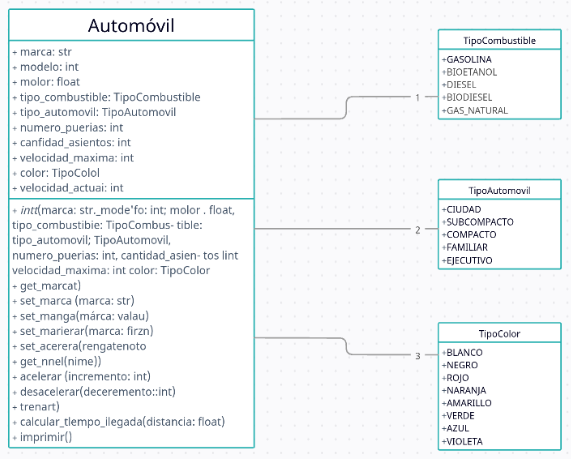 Automóvil
+ marca: str
+ modelo: int
+ molor: float
+ tipo_combustible: TipoCombustible
+ tipo_automovil: TipoAutomovil
+ numero_puerias: int
+ canfidad_asientos: int
+ velocidad_maxima: int
+ color: TipoColol
+ velocidad_actuai: int
+ intt(marca: str._mode'fo: int; molor . float,
tipo_combustibie: TipoCombus- tible:
tipo_automovil; TipoAutomovil,
numero_puerias: int, cantidad_asien- tos lint
velocidad_maxima: int color: TipoColor
+ get_marcat)
+ set_marca (marca: str)
+ set_manga(márca: valau)
+ set_marierar(marca: firzn)
+ set_acerera(rengatenoto
+ get_nnel(nime))
+ acelerar (incremento: int)
+ desacelerar(deceremento::int)
+ trenart)
+ calcular_tlempo_ilegada(distancia: float)
+ imprimir()
1
2
3
TipoCombustible
+GASOLINA
+BIOETANOL
+DIESEL
+BIODIESEL
+GAS_NATURAL
TipoAutomovil
+CIUDAD
+SUBCOMPACTO
+COMPACTO
+FAMILIAR
+EJECUTIVO
TipoColor
+BLANCO
+NEGRO
+ROJO
+NARANJA
+AMARILLO
+VERDE
+AZUL
+VIOLETA